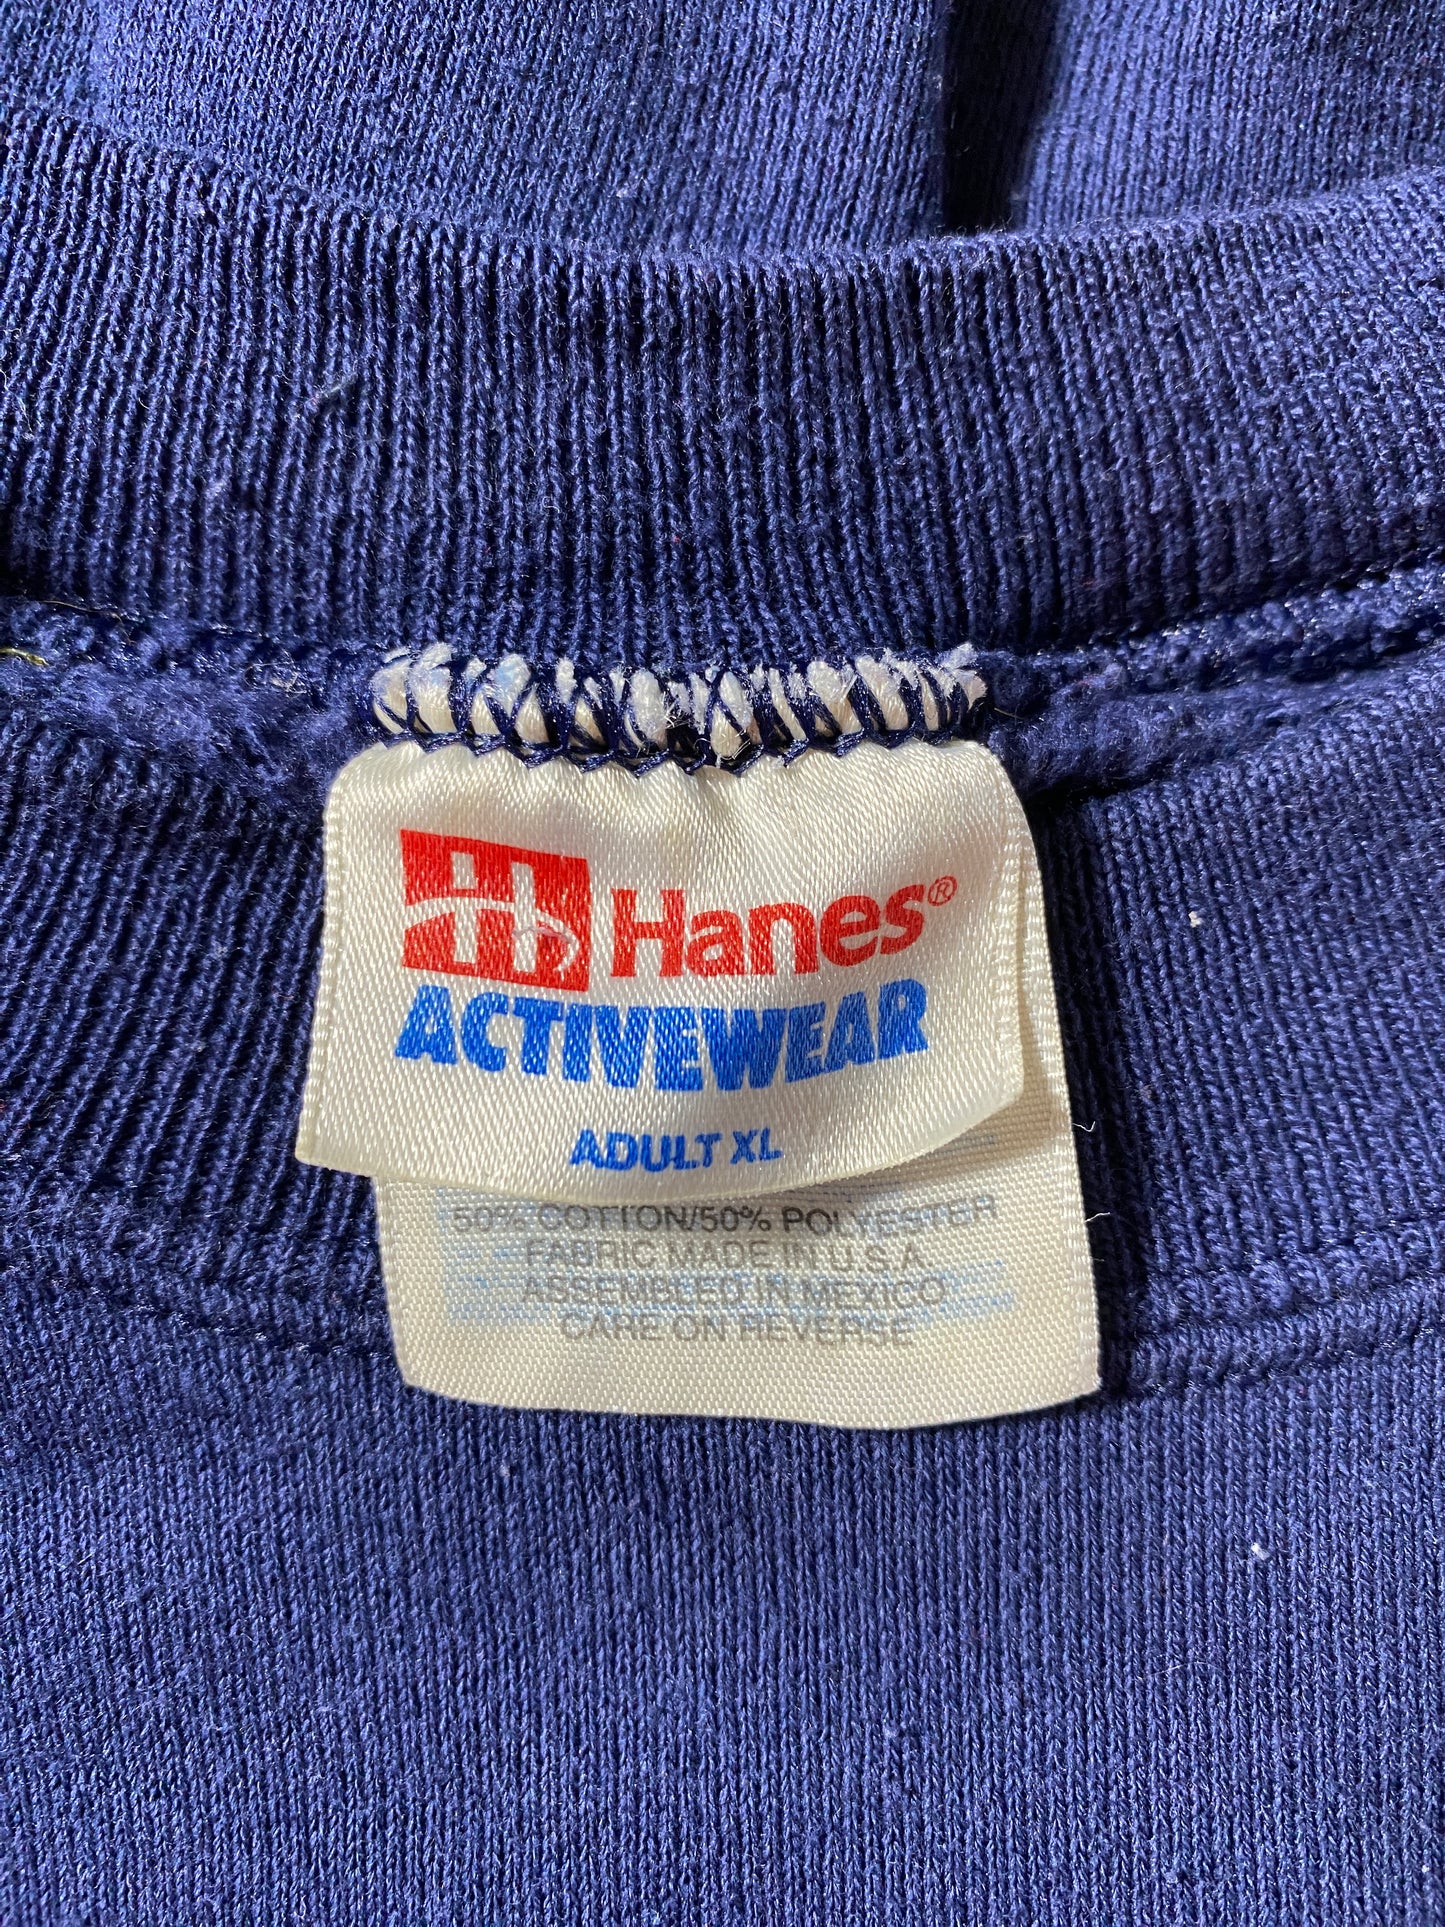 H Hanes®
ACTIVEWEAR
ADULT XL
50% COTTON/50% POLYESTER
FABRIC MADE IN U.S.A.
ASSEMBLED IN MEXICO
CARE ON REVERSE